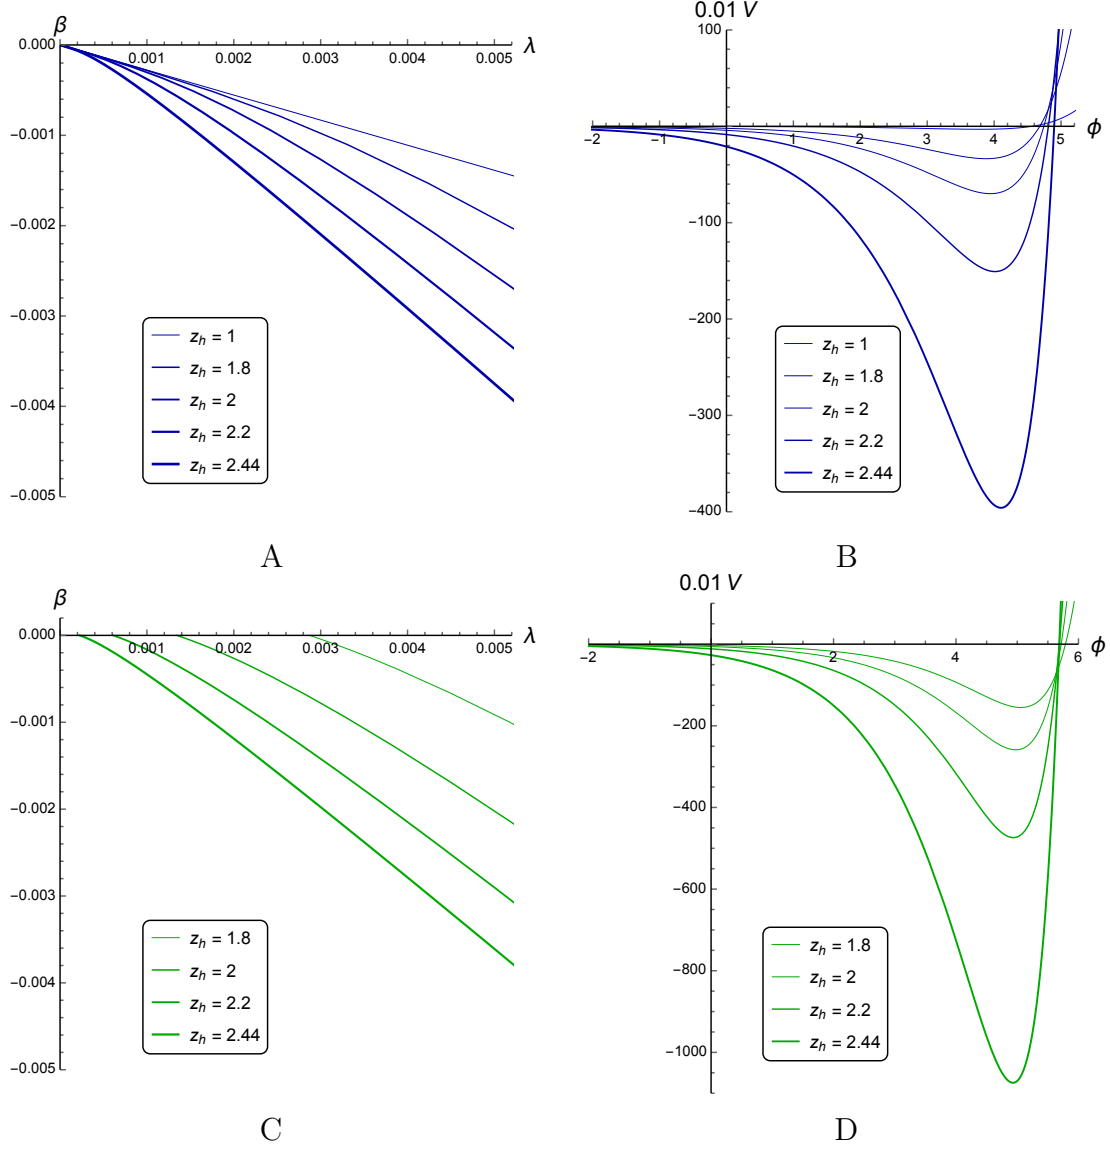 β
0.000
0.001
0.002
0.003
0.004
0.005
λ
−0.001
−0.002
−0.003
−0.004
−0.005
z_h = 1
z_h = 1.8
z_h = 2
z_h = 2.2
z_h = 2.44
A
0.01 V
100
−2
−1
1
2
3
4
5
ϕ
−100
−200
−300
−400
z_h = 1
z_h = 1.8
z_h = 2
z_h = 2.2
z_h = 2.44
B
β
0.000
0.001
0.002
0.003
0.004
0.005
λ
−0.001
−0.002
−0.003
−0.004
−0.005
z_h = 1.8
z_h = 2
z_h = 2.2
z_h = 2.44
C
0.01 V
−2
2
4
6
ϕ
−200
−400
−600
−800
−1000
z_h = 1.8
z_h = 2
z_h = 2.2
z_h = 2.44
D